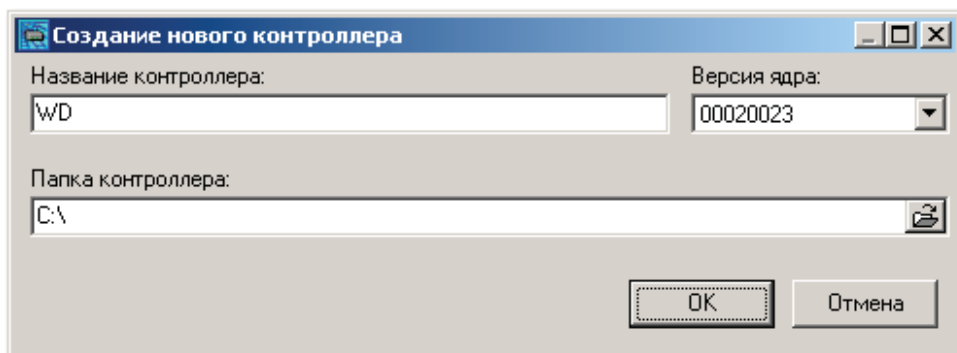 Создание нового контроллера
Название контроллера: Версия ядра:
WD 00020023
Папка контроллера:
C:\
OK Отмена